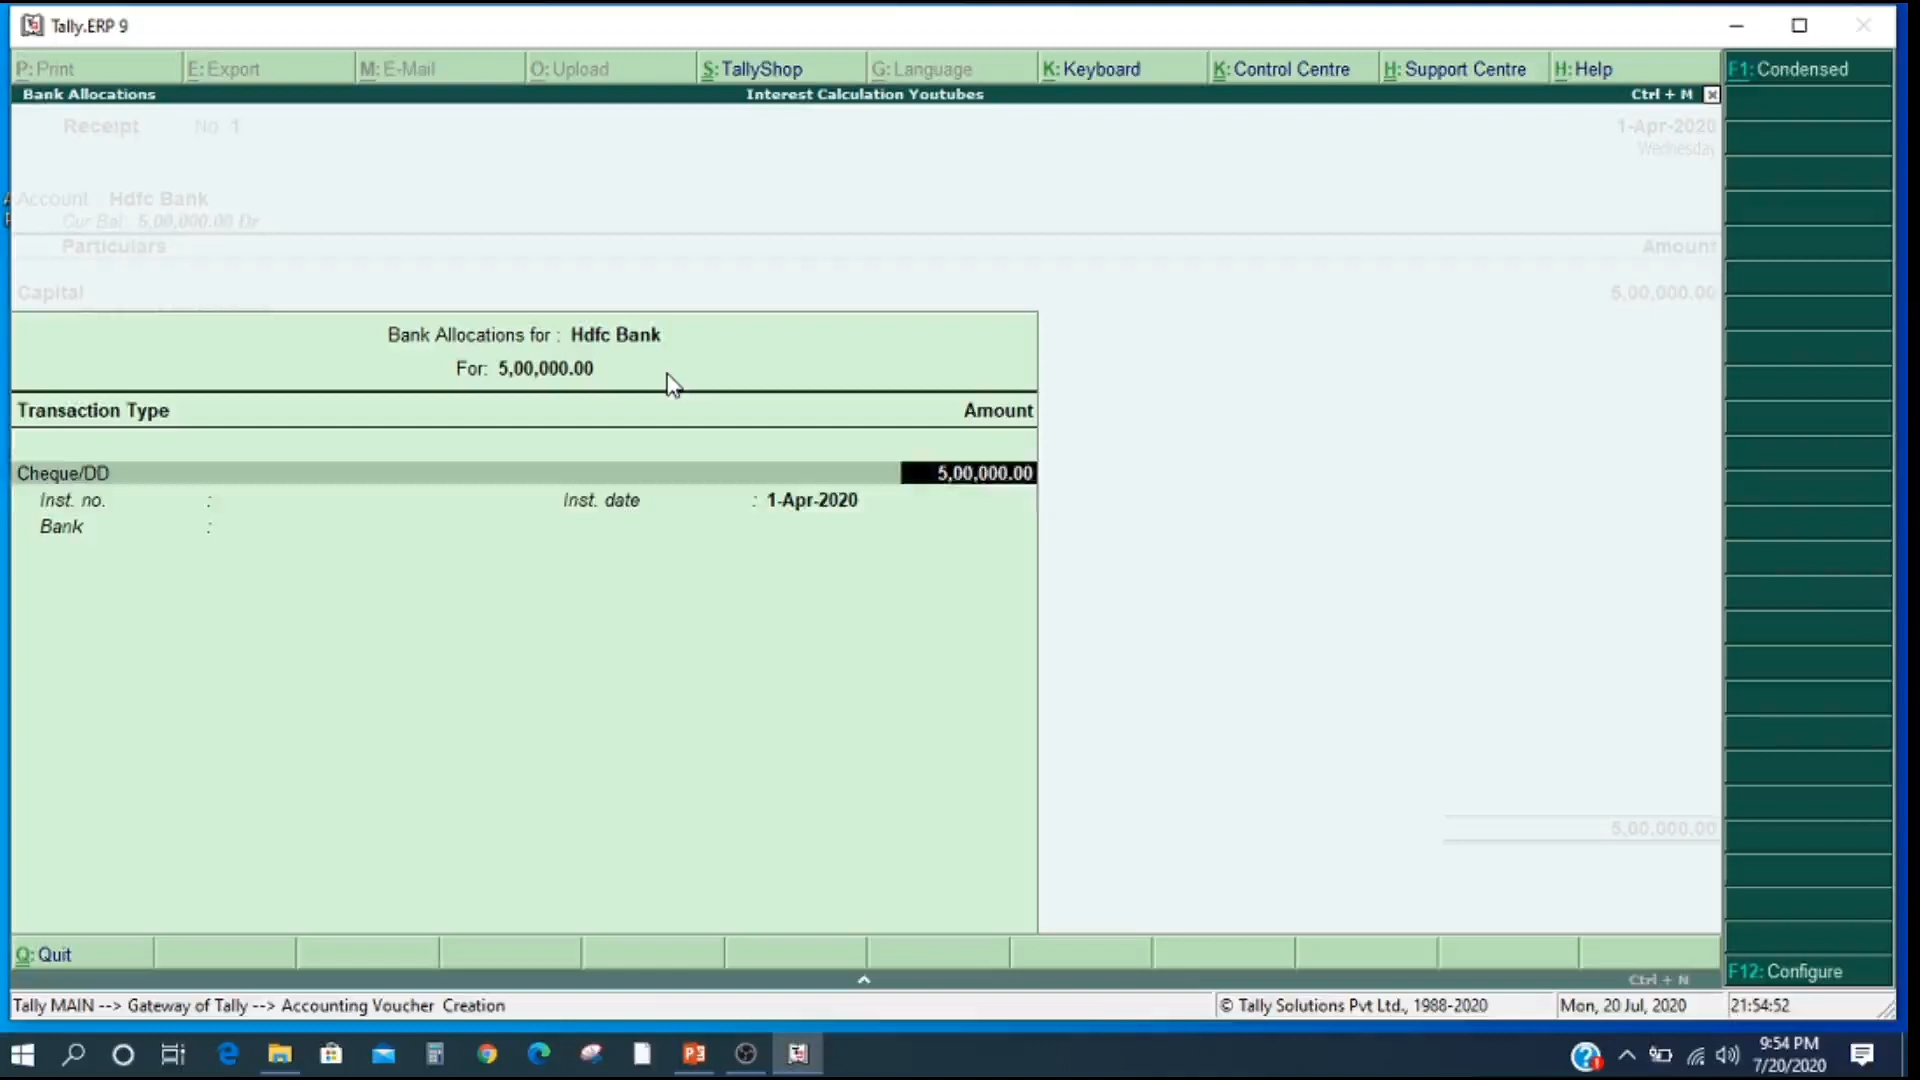 Tally.ERP 9
P: Print E: Export M: E-Mail O: Upload S: TallyShop G: Language K: Keyboard K: Control Centre H: Support Centre H: Help F1: Condensed
Bank Allocations Interest Calculation Youtubes Ctrl + M
Receipt No. 1 1-Apr-2020
Wednesday
Account : Hdfc Bank
Cur Bal: 5,00,000.00 Dr
Particulars Amount
Capital 5,00,000.00
Bank Allocations for : Hdfc Bank
For: 5,00,000.00
Transaction Type Amount
Cheque/DD 5,00,000.00
Inst. no. : Inst. date : 1-Apr-2020
Bank :
5,00,000.00
Q: Quit
Ctrl + N
F12: Configure
Tally MAIN --> Gateway of Tally --> Accounting Voucher Creation © Tally Solutions Pvt Ltd., 1988-2020 Mon, 20 Jul, 2020 21:54:52
9:54 PM
7/20/2020